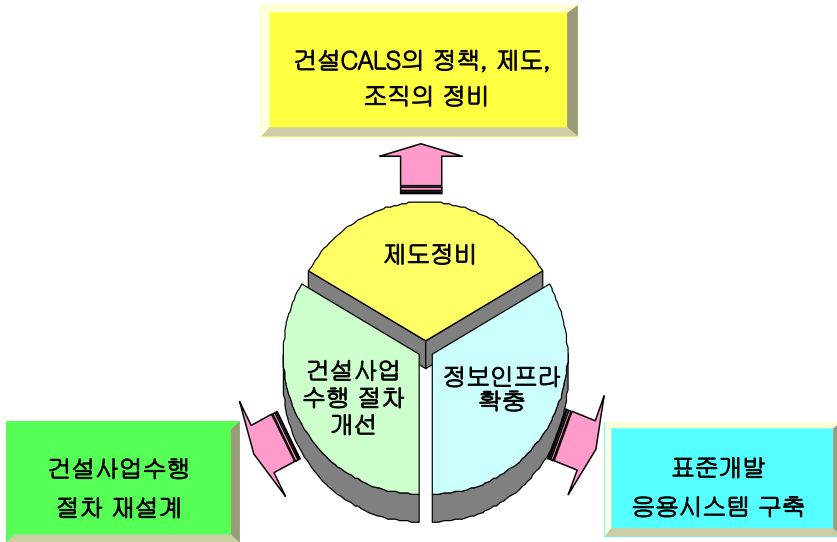 건설CALS의 정책, 제도,
조직의 정비
제도정비
건설사업
수행 절차
개선
정보인프라
확충
건설사업수행
절차 재설계
표준개발
응용시스템 구축